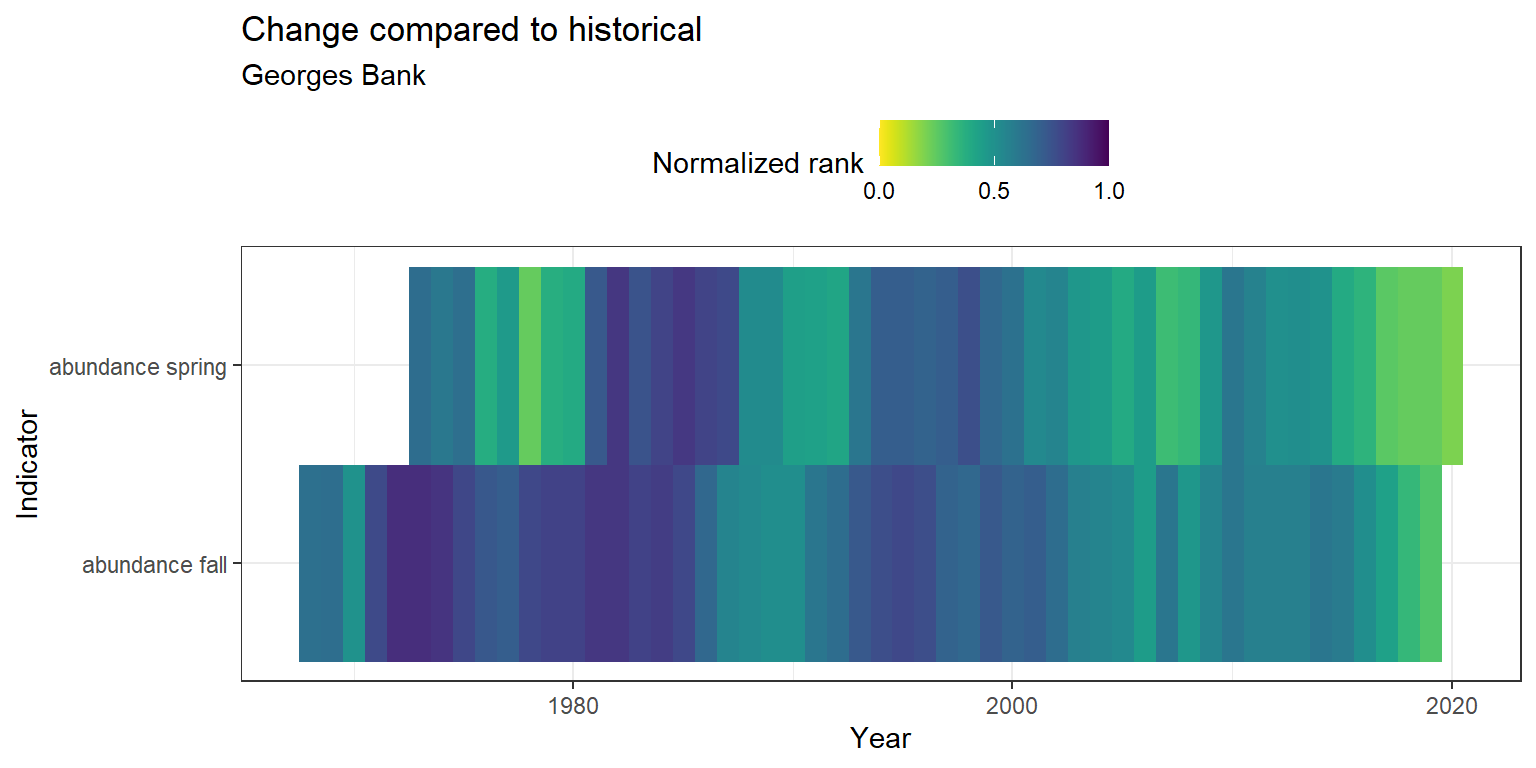 Change compared to historical
Georges Bank
Normalized rank
0.0 0.5 1.0
abundance spring
abundance fall
Indicator
1980 2000 2020
Year